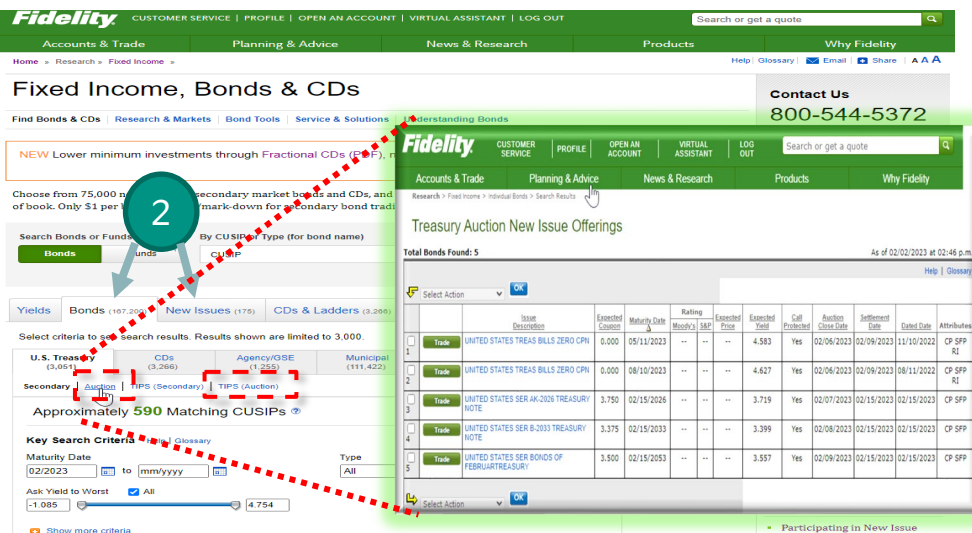 Fidelity CUSTOMER SERVICE | PROFILE | OPEN AN ACCOUNT | VIRTUAL ASSISTANT | LOG OUT Search or get a quote
Accounts & Trade Planning & Advice News & Research Products Why Fidelity
Home » Research » Fixed Income » Help | Glossary | Email | Share | A A A
Fixed Income, Bonds & CDs
Contact Us
800-544-5372
Find Bonds & CDs | Research & Markets | Bond Tools | Service & Solutions | Understanding Bonds
NEW Lower minimum investments through Fractional CDs (PDF),
Choose from 75,000 secondary market bonds and CDs, and
of book. Only $1 per /mark-down for secondary bond
2
Search Bonds or Funds By CUSIP or Type (for bond name)
Bonds CUSIP
Yields Bonds (167,200) New Issues (175) CDs & Ladders (3,266)
Select criteria to see search results. Results shown are limited to 3,000.
U.S. Treasury CDs Agency/GSE Municipal
(3,051) (3,266) (1,255) (111,422)
Secondary | Auction | TIPS (Secondary) | TIPS (Auction)
Approximately 590 Matching CUSIPs
Key Search Criteria Help | Glossary
Maturity Date Type
02/2023 to mm/yyyy All
Ask Yield to Worst All
-1.085 4.754
Show more criteria
Fidelity CUSTOMER SERVICE | PROFILE | OPEN AN ACCOUNT | VIRTUAL ASSISTANT | LOG OUT Search or get a quote
Accounts & Trade Planning & Advice News & Research Products Why Fidelity
Research > Fixed Income > Individual Bonds > Search Results
Treasury Auction New Issue Offerings
Total Bonds Found: 5 As of 02/02/2023 at 02:46 p.m.
Help | Glossary
Select Action OK
Issue Description Expected Coupon Maturity Date Rating Moody's S&P Expected Price Expected Yield Call Protected Auction Close Date Settlement Date Dated Date Attributes
1 Trade UNITED STATES TREAS BILLS ZERO CPN 0.000 05/11/2023 -- -- -- 4.583 Yes 02/06/2023 02/09/2023 11/10/2022 CP SFP RI
2 Trade UNITED STATES TREAS BILLS ZERO CPN 0.000 08/10/2023 -- -- -- 4.627 Yes 02/06/2023 02/09/2023 08/11/2022 CP SFP RI
3 Trade UNITED STATES SER AK-2026 TREASURY NOTE 3.750 02/15/2026 -- -- -- 3.719 Yes 02/07/2023 02/15/2023 02/15/2023 CP SFP
4 Trade UNITED STATES SER B-2033 TREASURY NOTE 3.375 02/15/2033 -- -- -- 3.399 Yes 02/08/2023 02/15/2023 02/15/2023 CP SFP
5 Trade UNITED STATES SER BONDS OF FEBRUARTREASURY 3.500 02/15/2053 -- -- -- 3.557 Yes 02/09/2023 02/15/2023 02/15/2023 CP SFP
Select Action OK
Participating in New Issue